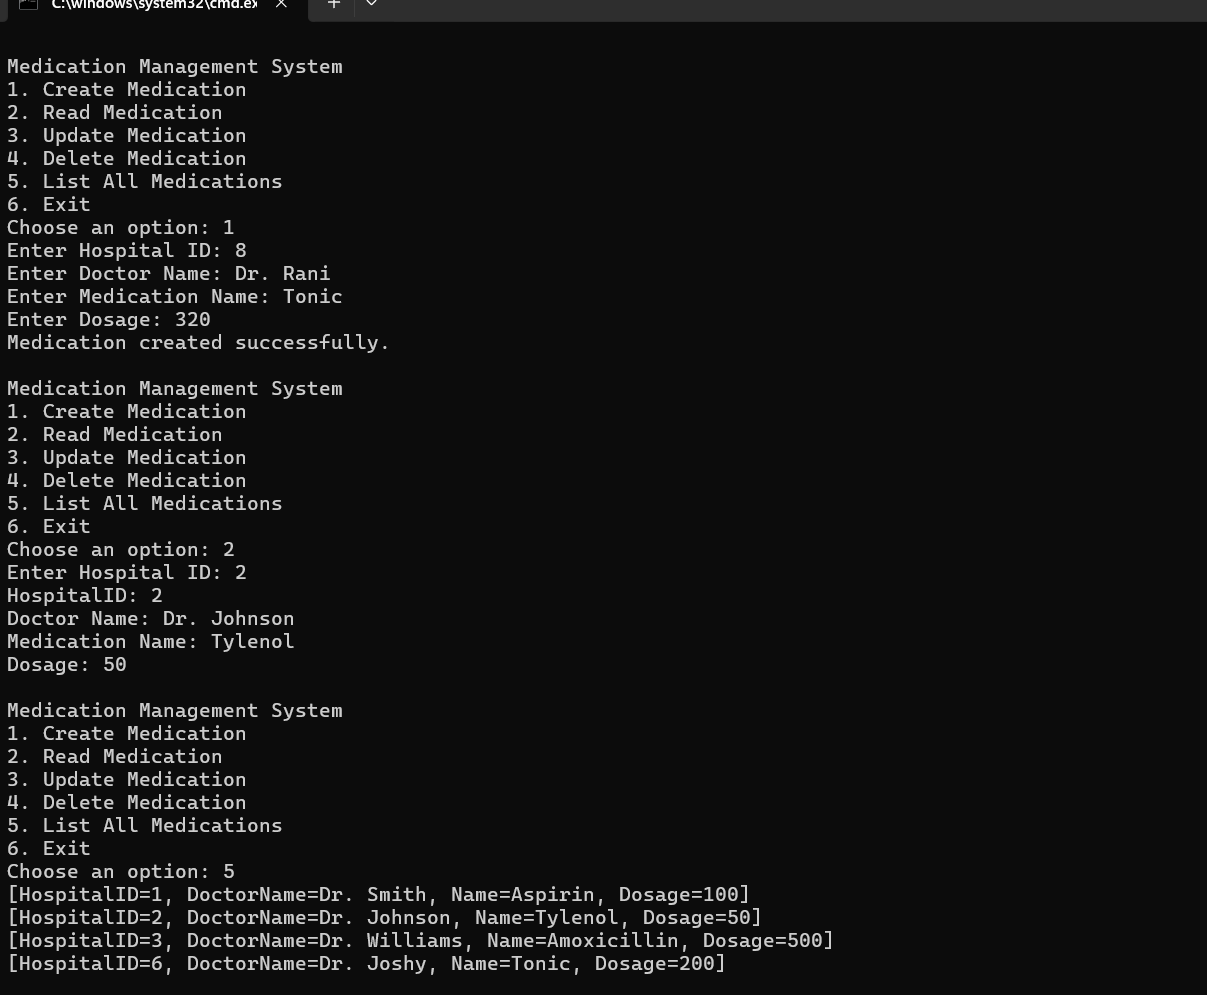 C:\windows\system32\cmd.ex
Medication Management System
1. Create Medication
2. Read Medication
3. Update Medication
4. Delete Medication
5. List All Medications
6. Exit
Choose an option: 1
Enter Hospital ID: 8
Enter Doctor Name: Dr. Rani
Enter Medication Name: Tonic
Enter Dosage: 320
Medication created successfully.
Medication Management System
1. Create Medication
2. Read Medication
3. Update Medication
4. Delete Medication
5. List All Medications
6. Exit
Choose an option: 2
Enter Hospital ID: 2
HospitalID: 2
Doctor Name: Dr. Johnson
Medication Name: Tylenol
Dosage: 50
Medication Management System
1. Create Medication
2. Read Medication
3. Update Medication
4. Delete Medication
5. List All Medications
6. Exit
Choose an option: 5
[HospitalID=1, DoctorName=Dr. Smith, Name=Aspirin, Dosage=100]
[HospitalID=2, DoctorName=Dr. Johnson, Name=Tylenol, Dosage=50]
[HospitalID=3, DoctorName=Dr. Williams, Name=Amoxicillin, Dosage=500]
[HospitalID=6, DoctorName=Dr. Joshy, Name=Tonic, Dosage=200]